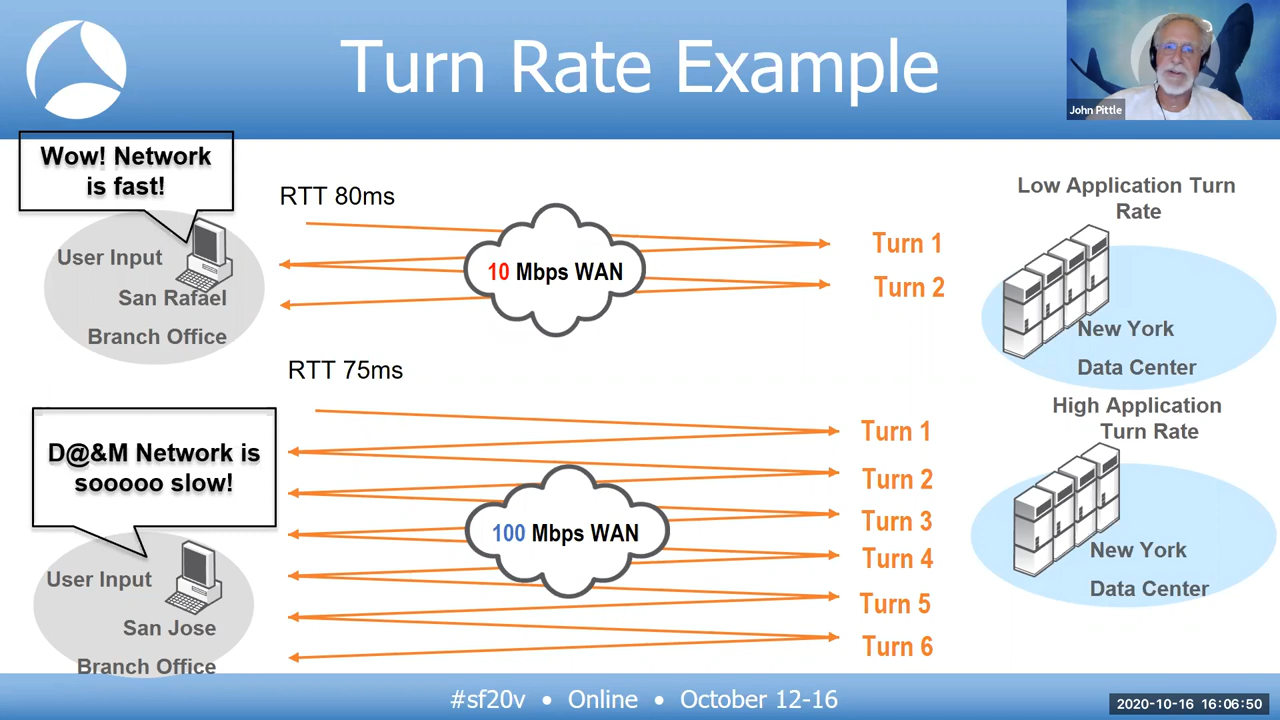 Turn Rate Example
John Pittle
Wow! Network
is fast!
RTT 80ms
User Input
San Rafael
Branch Office
10 Mbps WAN
Turn 1
Turn 2
Low Application Turn
Rate
New York
Data Center
RTT 75ms
D@&M Network is
sooooo slow!
User Input
San Jose
Branch Office
100 Mbps WAN
Turn 1
Turn 2
Turn 3
Turn 4
Turn 5
Turn 6
High Application
Turn Rate
New York
Data Center
#sf20v • Online • October 12-16
2020-10-16 16:06:50